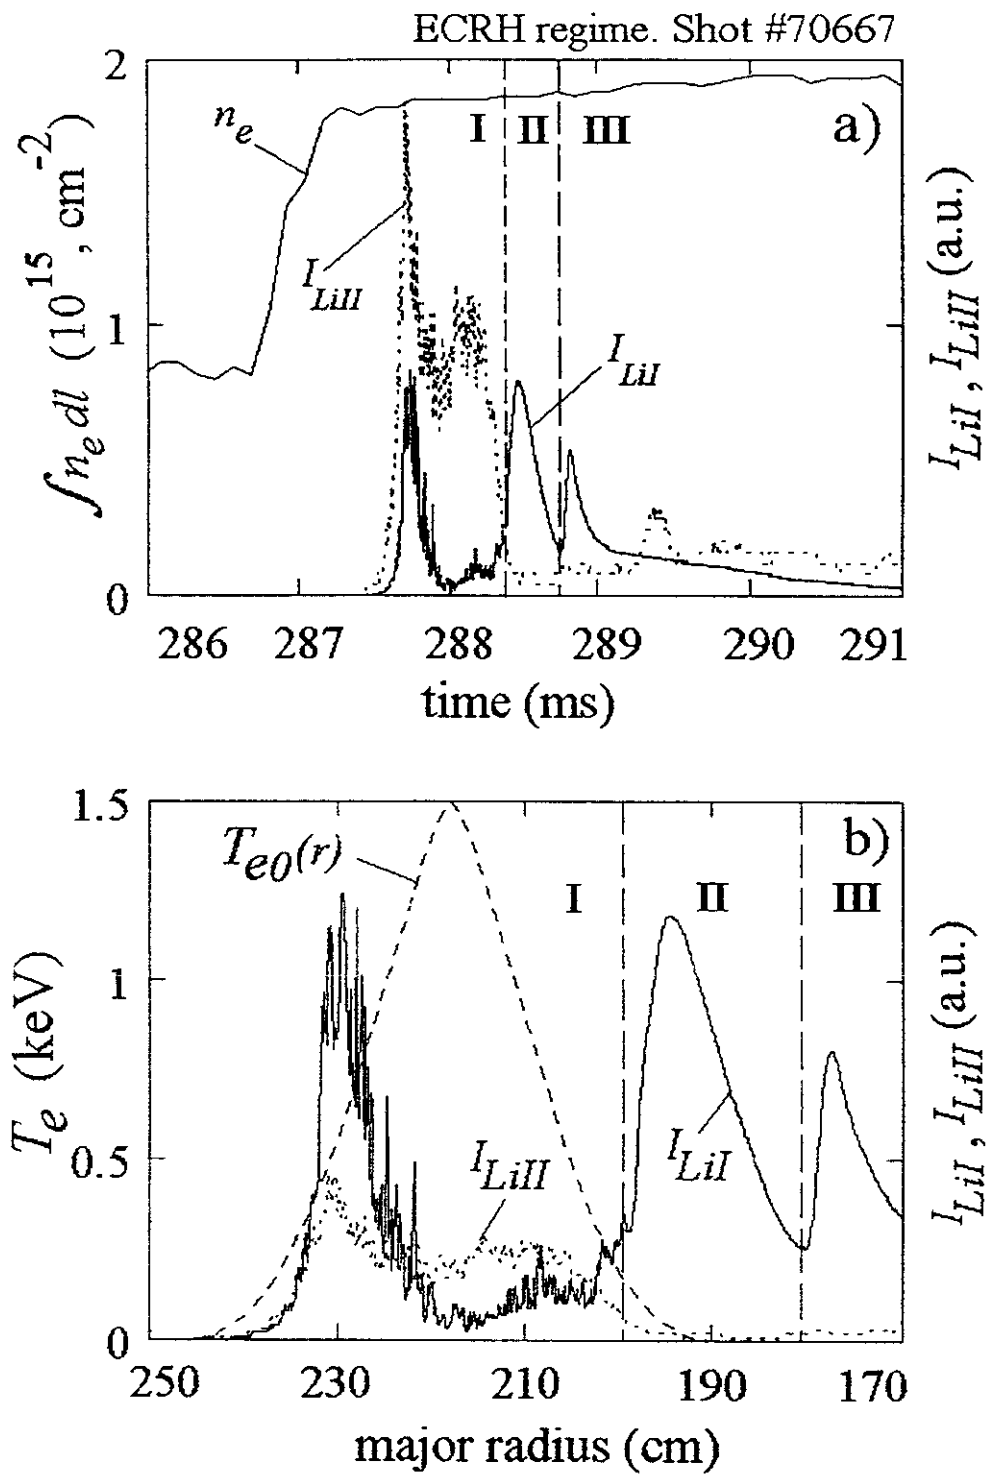 ECRH regime. Shot #70667
2
n_e
I
II
III
a)
∫n_e dl (10^15, cm^-2)
I_LiII
1
I_LiI
I_LiI, I_LiII (a.u.)
0
286 287 288 289 290 291
time (ms)
1.5
T_e0(r)
b)
I
II
III
T_e (keV)
1
I_LiII
I_LiI
I_LiI, I_LiII (a.u.)
0.5
0
250 230 210 190 170
major radius (cm)